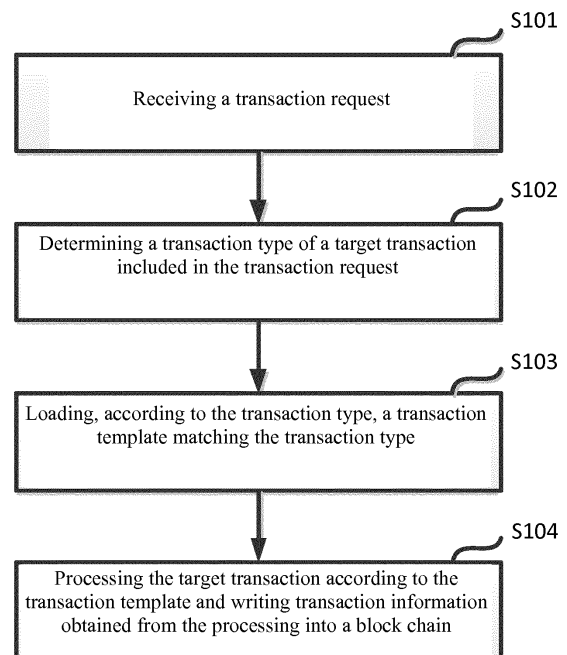 S101
Receiving a transaction request
S102
Determining a transaction type of a target transaction
included in the transaction request
S103
Loading, according to the transaction type, a transaction
template matching the transaction type
S104
Processing the target transaction according to the
transaction template and writing transaction information
obtained from the processing into a block chain